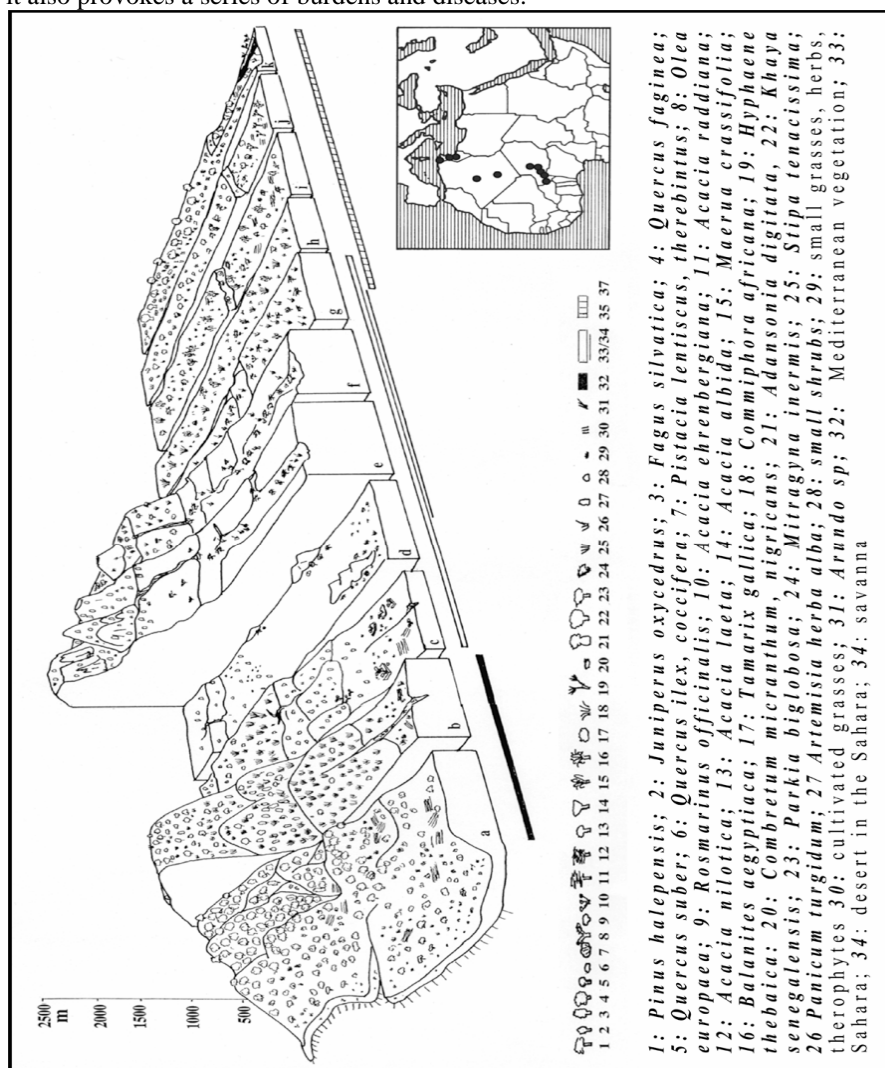 it also provokes a series of burdens and diseases.
2500
m
2000
1500
1000
500
a b c d e f g h i j k
1 2 3 4 5 6 7 8 9 10 11 12 13 14 15 16 17 18 19 20 21 22 23 24 25 26 27 28 29 30 31 32 33/34 35 37
1: Pinus halepensis; 2: Juniperus oxycedrus; 3: Fagus silvatica; 4: Quercus faginea;
5: Quercus suber; 6: Quercus ilex, coccifera; 7: Pistacia lentiscus, therebintus; 8: Olea
europaea; 9: Rosmarinus officinalis; 10: Acacia ehrenbergiana; 11: Acacia raddiana;
12: Acacia nilotica; 13: Acacia laeta; 14: Acacia albida; 15: Maerua crassifolia;
16: Balanites aegyptiaca; 17: Tamarix gallica; 18: Commiphora africana; 19: Hyphaene
thebaica: 20: Combretum micranthum, nigricans; 21: Adansonia digitata, 22: Khaya
senegalensis; 23: Parkia biglobosa; 24: Mitragyna inermis; 25: Stipa tenacissima;
26 Panicum turgidum; 27 Artemisia herba alba; 28: small shrubs; 29: small grasses, herbs,
therophytes 30: cultivated grasses; 31: Arundo sp; 32: Mediterranean vegetation; 33:
Sahara; 34: desert in the Sahara; 34: savanna